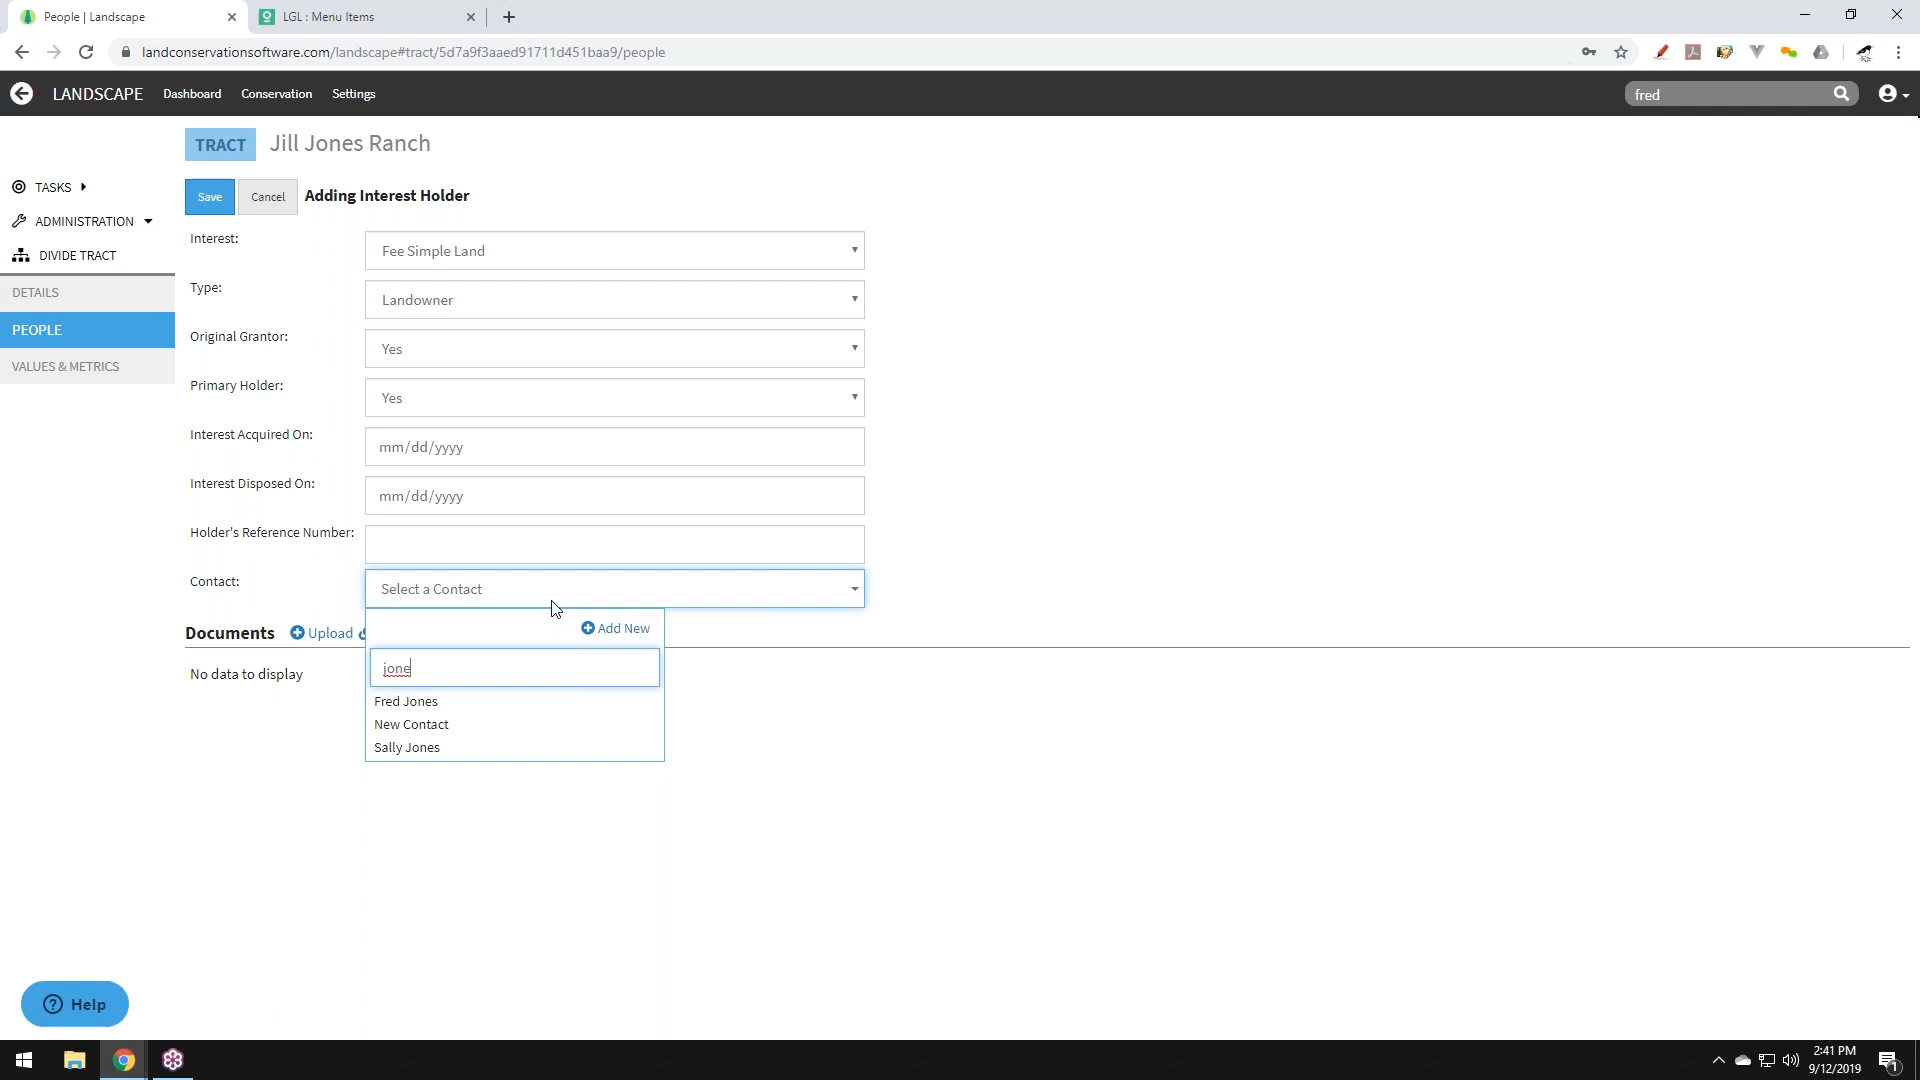 People | Landscape
LGL : Menu Items
landconservationsoftware.com/landscape#tract/5d7a9f3aaed91711d451baa9/people
LANDSCAPE Dashboard Conservation Settings
fred
TRACT Jill Jones Ranch
TASKS
ADMINISTRATION
DIVIDE TRACT
DETAILS
PEOPLE
VALUES & METRICS
Save Cancel Adding Interest Holder
Interest: Fee Simple Land
Type: Landowner
Original Grantor: Yes
Primary Holder: Yes
Interest Acquired On: mm/dd/yyyy
Interest Disposed On: mm/dd/yyyy
Holder's Reference Number:
Contact: Select a Contact
Add New
jone
Fred Jones
New Contact
Sally Jones
Documents Upload
No data to display
Help
2:41 PM
9/12/2019
1